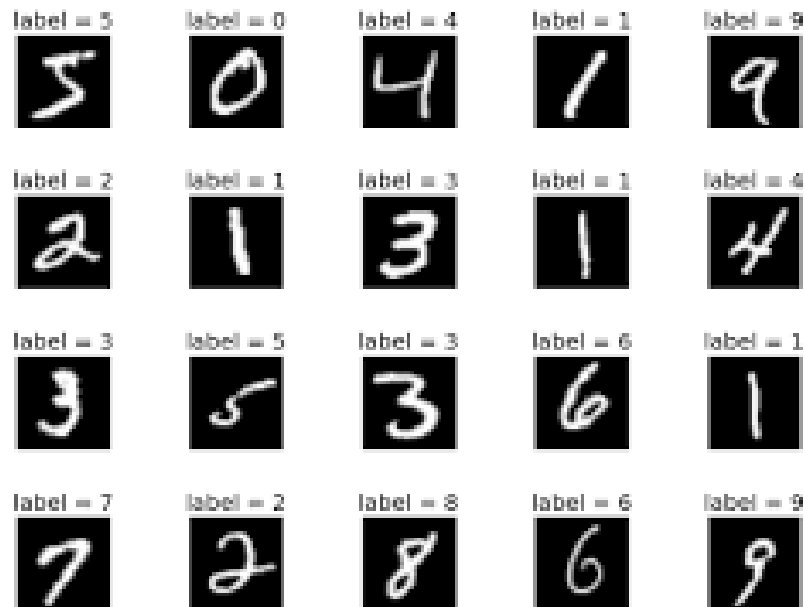 label = 5 label = 0 label = 4 label = 1 label = 9
5 0 4 1 9
label = 2 label = 1 label = 3 label = 1 label = 4
2 1 3 1 4
label = 3 label = 5 label = 3 label = 6 label = 1
3 5 3 6 1
label = 7 label = 2 label = 8 label = 6 label = 9
7 2 8 6 9